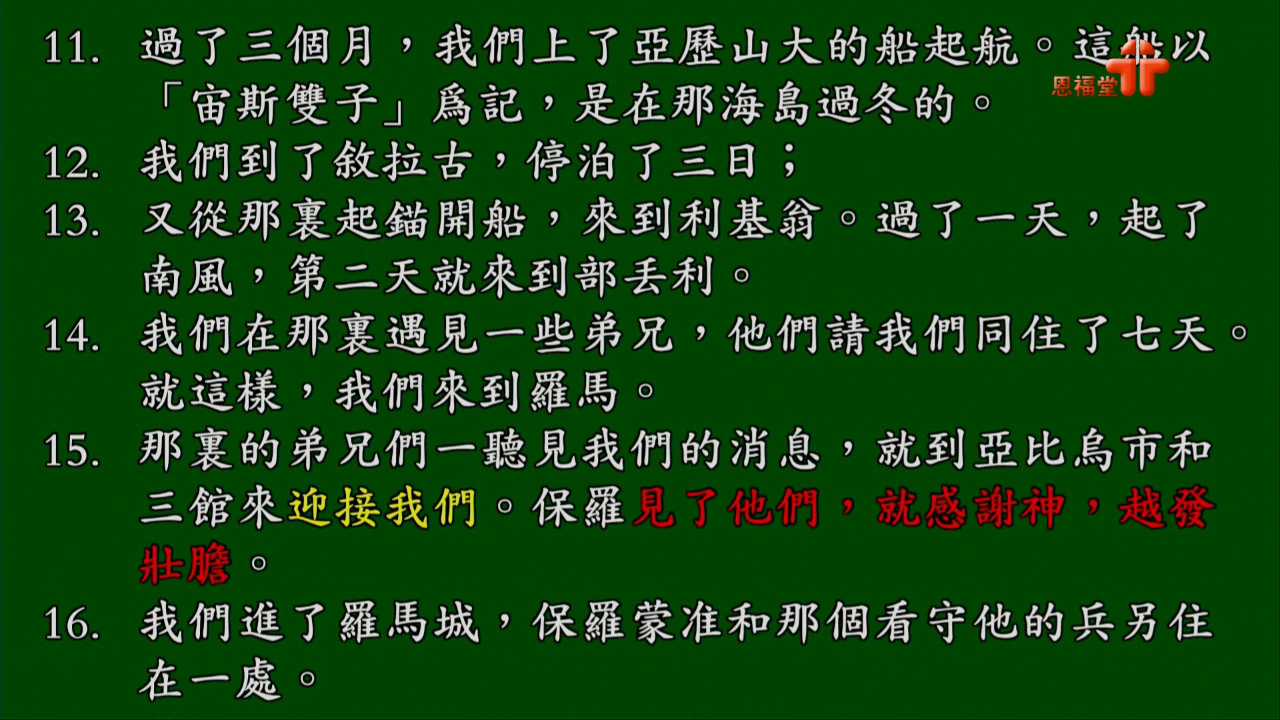 11. 過了三個月，我們上了亞歷山大的船起航。這船以
「宙斯雙子」爲記，是在那海島過冬的。
恩福堂
12. 我們到了敘拉古，停泊了三日；
13. 又從那裏起錨開船，來到利基翁。過了一天，起了
南風，第二天就來到部丟利。
14. 我們在那裏遇見一些弟兄，他們請我們同住了七天。
就這樣，我們來到羅馬。
15. 那裏的弟兄們一聽見我們的消息，就到亞比烏市和
三館來迎接我們。保羅見了他們，就感謝神，越發
壯膽。
16. 我們進了羅馬城，保羅蒙准和那個看守他的兵另住
在一處。